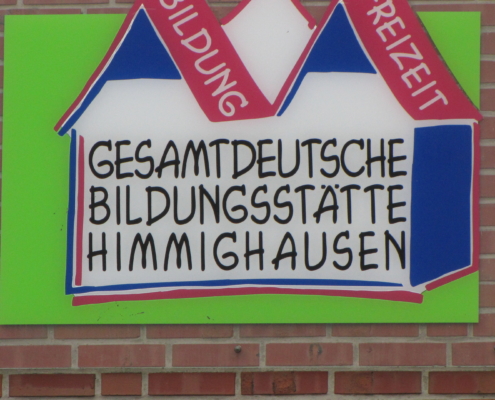 BILDUNG
FREIZEIT
GESAMTDEUTSCHE
BILDUNGSSTÄTTE
HIMMIGHAUSEN